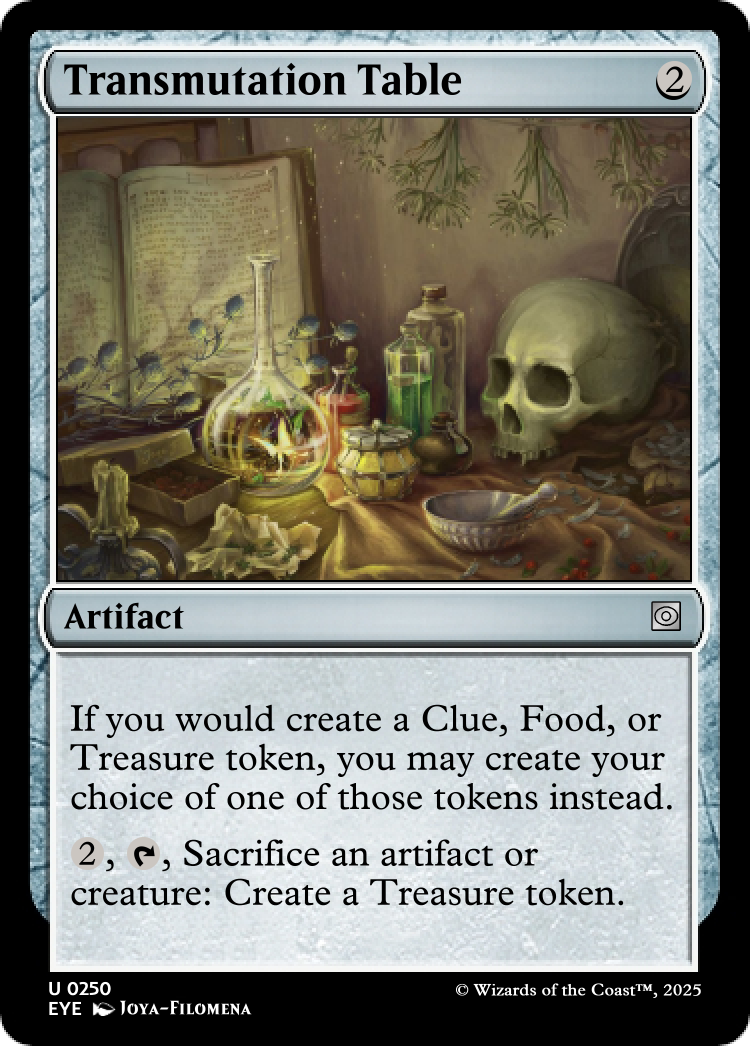 Transmutation Table 2
Artifact
If you would create a Clue, Food, or
Treasure token, you may create your
choice of one of those tokens instead.
2, , Sacrifice an artifact or
creature: Create a Treasure token.
U 0250
EYE Joya-Filomena
© Wizards of the Coast™, 2025